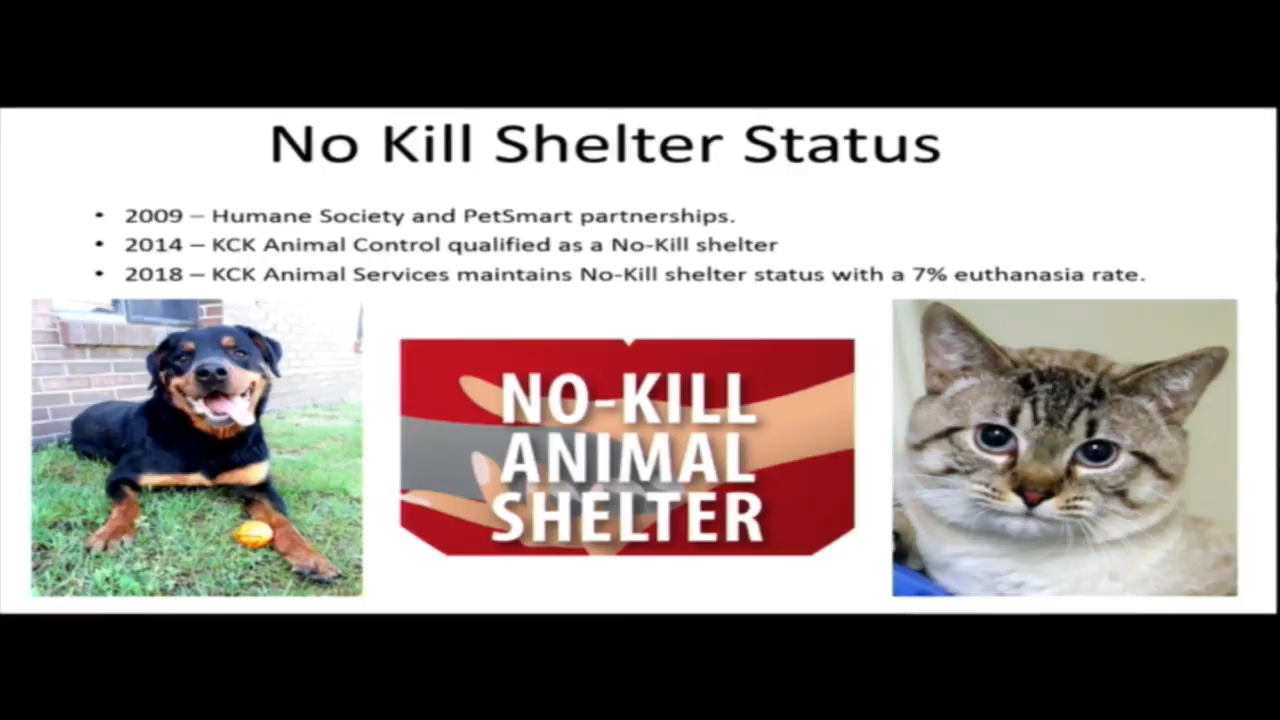 No Kill Shelter Status
• 2009 – Humane Society and PetSmart partnerships.
• 2014 – KCK Animal Control qualified as a No-Kill shelter
• 2018 – KCK Animal Services maintains No-Kill shelter status with a 7% euthanasia rate.
NO-KILL
ANIMAL
SHELTER